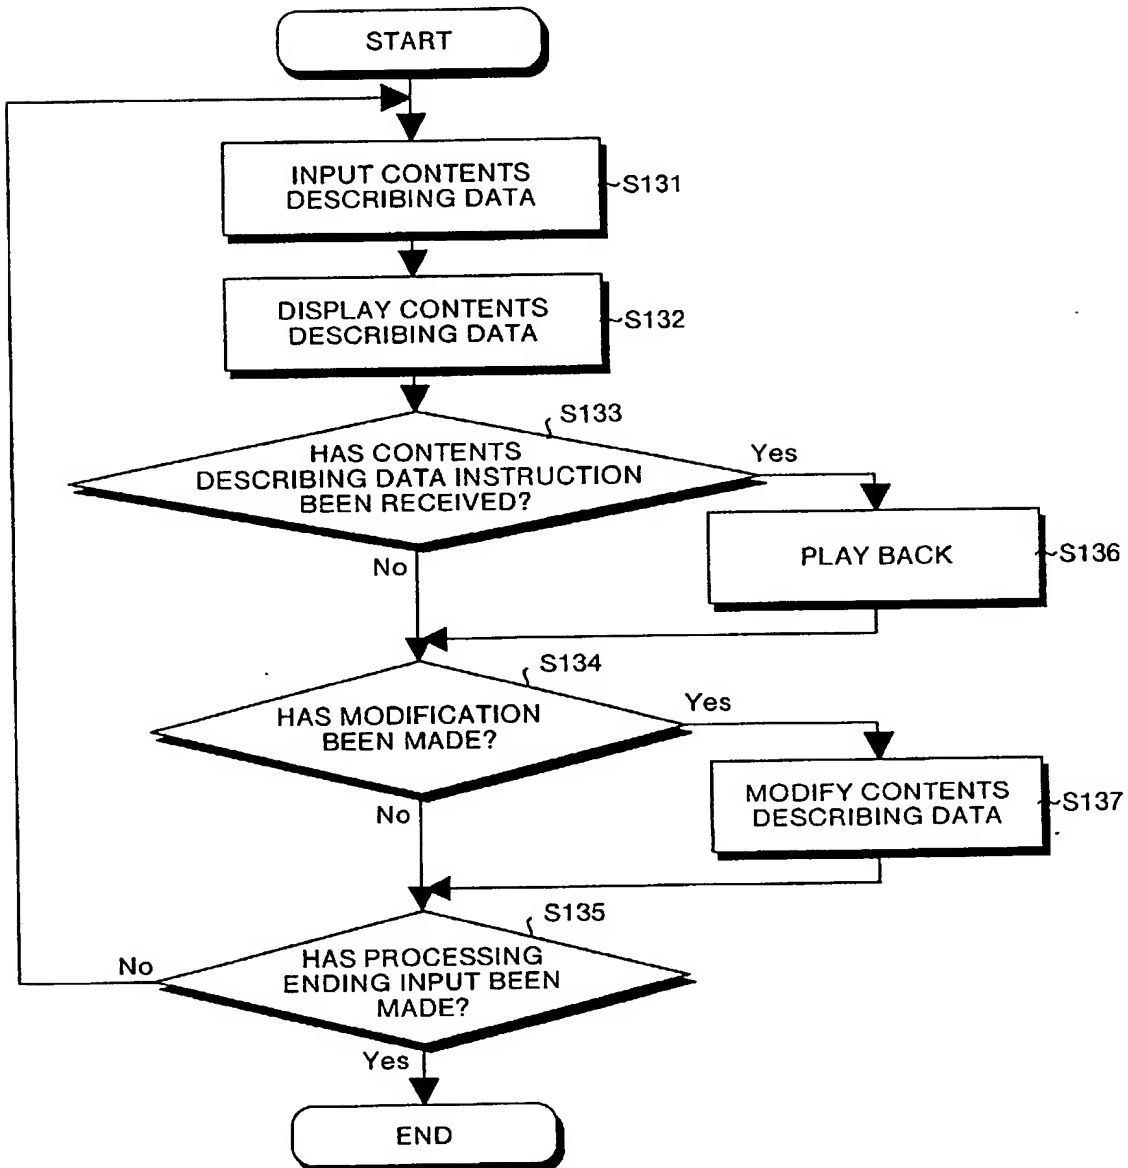 START
INPUT CONTENTS
DESCRIBING DATA
S131
DISPLAY CONTENTS
DESCRIBING DATA
S132
S133
HAS CONTENTS
DESCRIBING DATA INSTRUCTION
BEEN RECEIVED?
Yes
No
PLAY BACK
S136
S134
HAS MODIFICATION
BEEN MADE?
Yes
No
MODIFY CONTENTS
DESCRIBING DATA
S137
S135
HAS PROCESSING
ENDING INPUT BEEN
MADE?
No
Yes
END